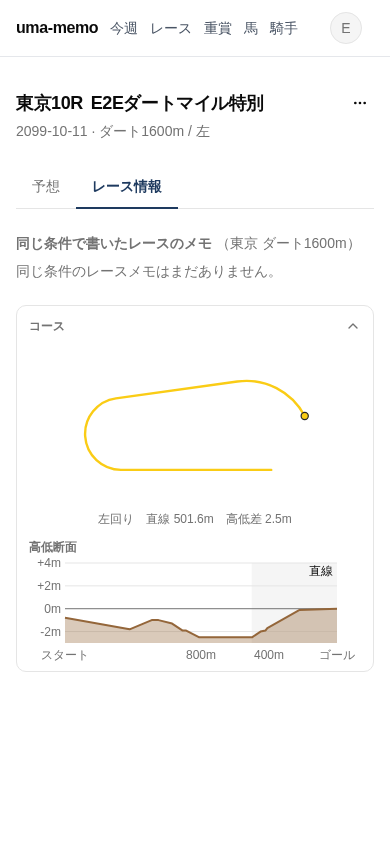 uma-memo 今週 レース 重賞 馬 騎手 E
東京10R E2Eダートマイル特別
2099-10-11 · ダート1600m / 左
予想 レース情報
同じ条件で書いたレースのメモ （東京 ダート1600m）
同じ条件のレースメモはまだありません。
コース
左回り 直線 501.6m 高低差 2.5m
高低断面
+4m
直線
+2m
0m
-2m
スタート 800m 400m ゴール